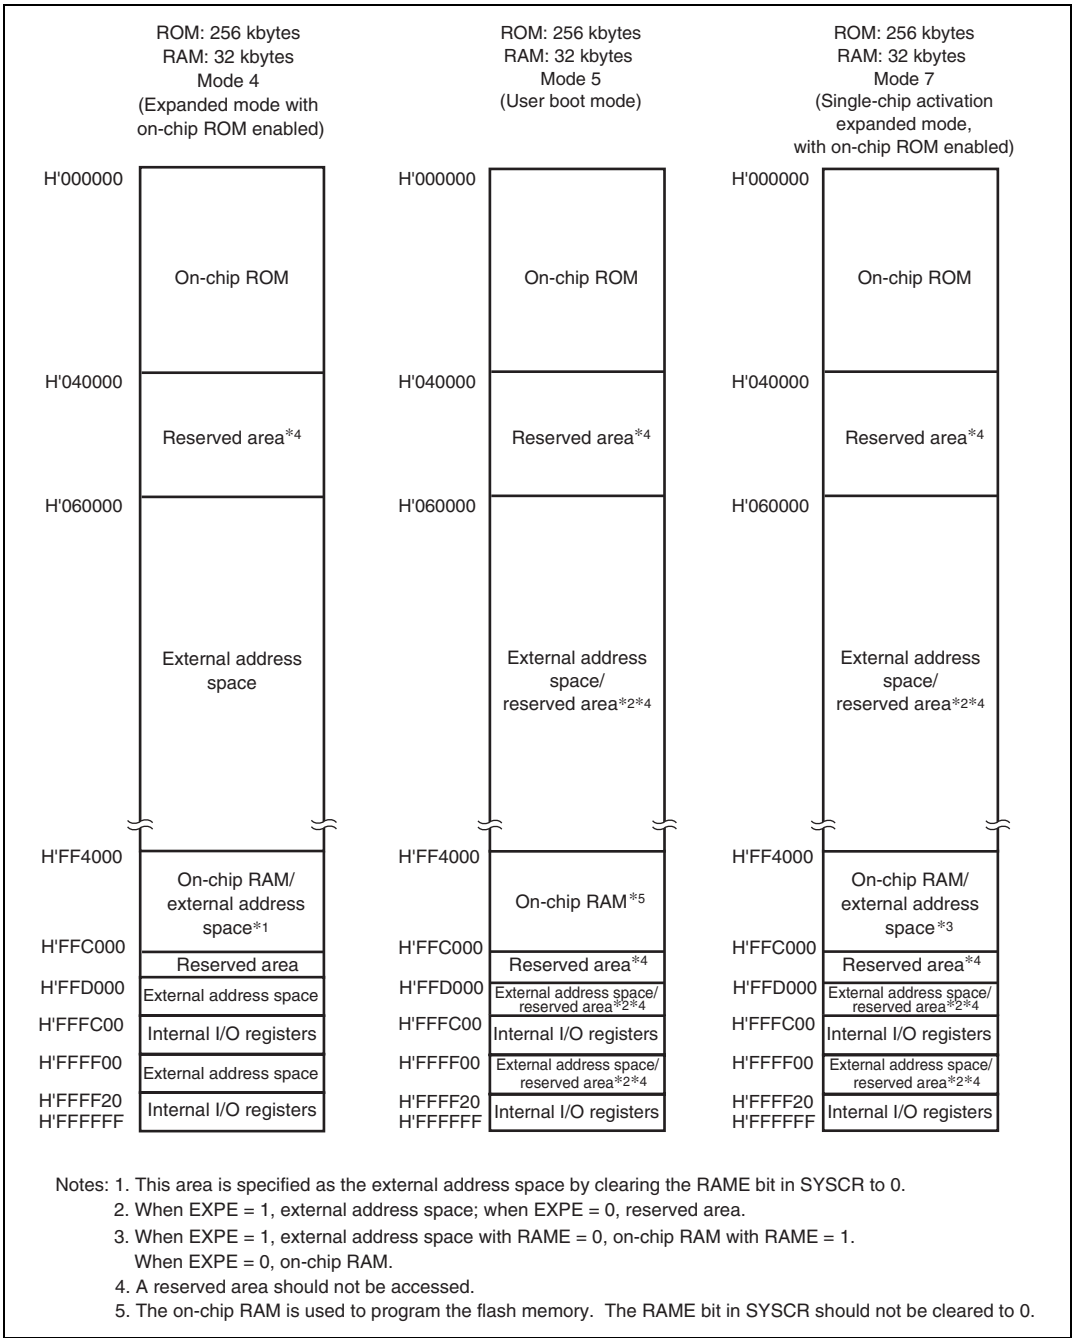 ROM: 256 kbytes
RAM: 32 kbytes
Mode 4
(Expanded mode with
on-chip ROM enabled)
H'000000
On-chip ROM
H'040000
Reserved area*4
H'060000
External address
space
H'FF4000
On-chip RAM/
external address
space*1
H'FFC000
Reserved area
H'FFD000
External address space
H'FFFC00
Internal I/O registers
H'FFFF00
External address space
H'FFFF20
Internal I/O registers
H'FFFFFF
ROM: 256 kbytes
RAM: 32 kbytes
Mode 5
(User boot mode)
H'000000
On-chip ROM
H'040000
Reserved area*4
H'060000
External address
space/
reserved area*2*4
H'FF4000
On-chip RAM*5
H'FFC000
Reserved area*4
H'FFD000
External address space/
reserved area*2*4
H'FFFC00
Internal I/O registers
H'FFFF00
External address space/
reserved area*2*4
H'FFFF20
Internal I/O registers
H'FFFFFF
ROM: 256 kbytes
RAM: 32 kbytes
Mode 7
(Single-chip activation
expanded mode,
with on-chip ROM enabled)
H'000000
On-chip ROM
H'040000
Reserved area*4
H'060000
External address
space/
reserved area*2*4
H'FF4000
On-chip RAM/
external address
space*3
H'FFC000
Reserved area*4
H'FFD000
External address space/
reserved area*2*4
H'FFFC00
Internal I/O registers
H'FFFF00
External address space/
reserved area*2*4
H'FFFF20
Internal I/O registers
H'FFFFFF
Notes: 1. This area is specified as the external address space by clearing the RAME bit in SYSCR to 0.
2. When EXPE = 1, external address space; when EXPE = 0, reserved area.
3. When EXPE = 1, external address space with RAME = 0, on-chip RAM with RAME = 1.
When EXPE = 0, on-chip RAM.
4. A reserved area should not be accessed.
5. The on-chip RAM is used to program the flash memory. The RAME bit in SYSCR should not be cleared to 0.